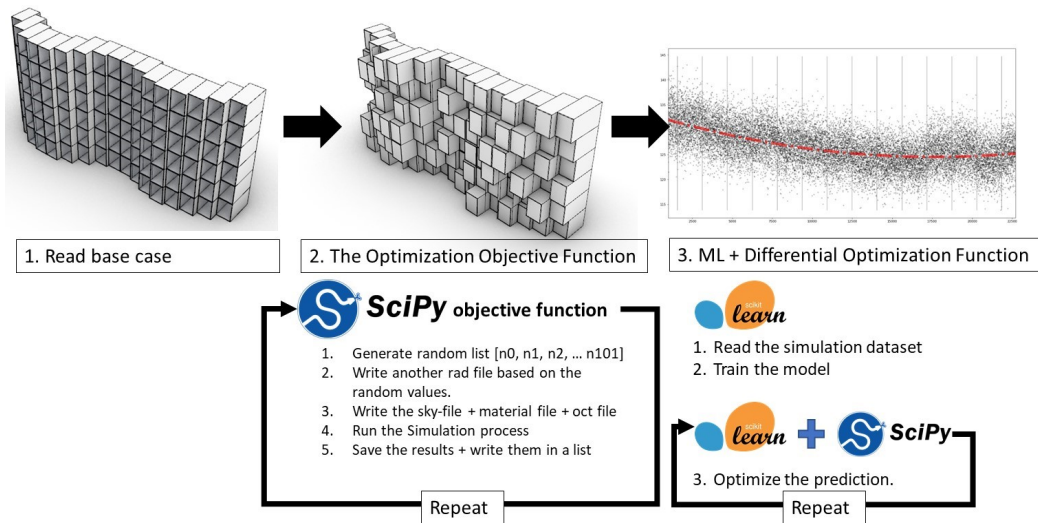 1. Read base case
2. The Optimization Objective Function
3. ML + Differential Optimization Function
SciPy objective function
1. Generate random list [n0, n1, n2, ... n101]
2. Write another rad file based on the
random values.
3. Write the sky-file + material file + oct file
4. Run the Simulation process
5. Save the results + write them in a list
Repeat
scikit
learn
1. Read the simulation dataset
2. Train the model
scikit
learn
SciPy
3. Optimize the prediction.
Repeat